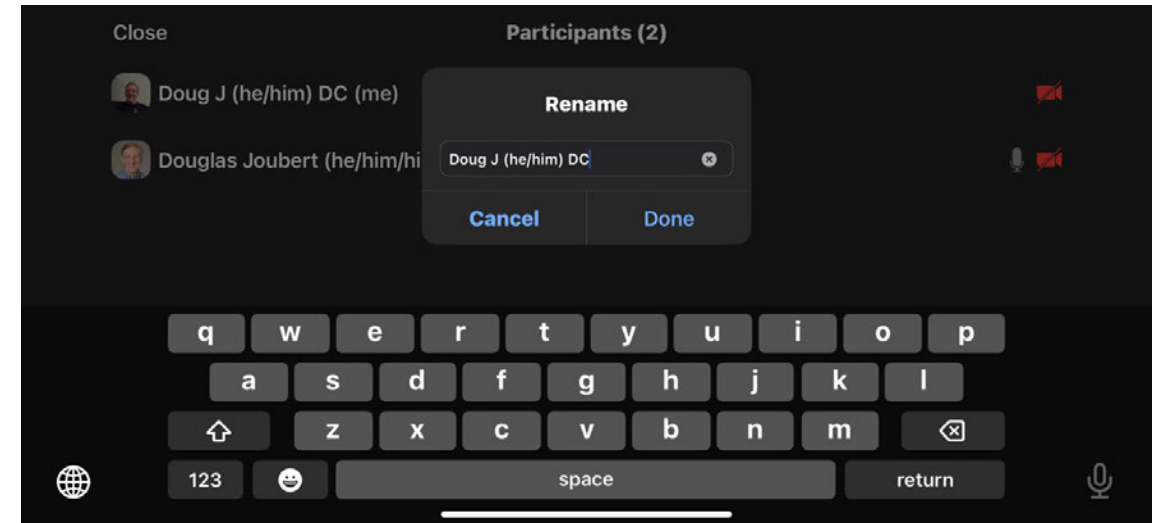 Close
Participants (2)
Doug J (he/him) DC (me)
Rename
Douglas Joubert (he/him/hi
Doug J (he/him) DC
Cancel
Done
q w e r t y u i o p
a s d f g h j k l
z x c v b n m
123
space
return